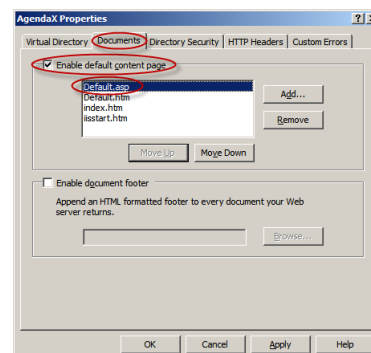 AgendaX Properties
Virtual Directory Documents Directory Security HTTP Headers Custom Errors
Enable default content page
Default.asp
Default.htm
index.htm
iisstart.htm
Add...
Remove
Move Up Move Down
Enable document footer
Append an HTML formatted footer to every document your Web
server returns.
Browse...
OK Cancel Apply Help